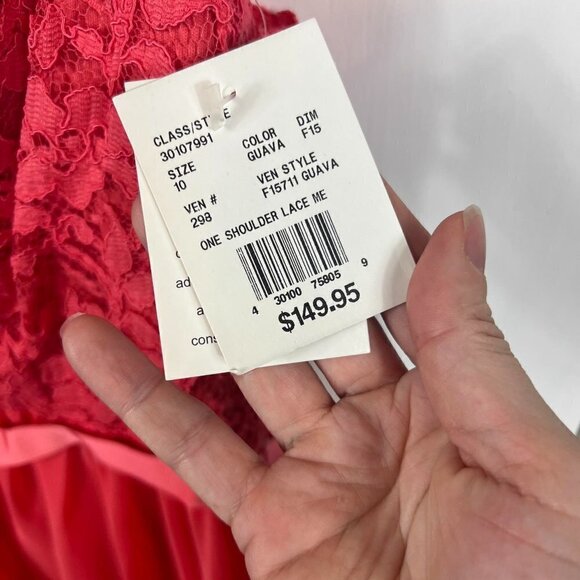 CLASS/STYLE
30107991
COLOR DIM
GUAVA F15
SIZE
10
VEN STYLE
F15711 GUAVA
VEN #
298
ONE SHOULDER LACE ME
4 30100 75805 9
$149.95